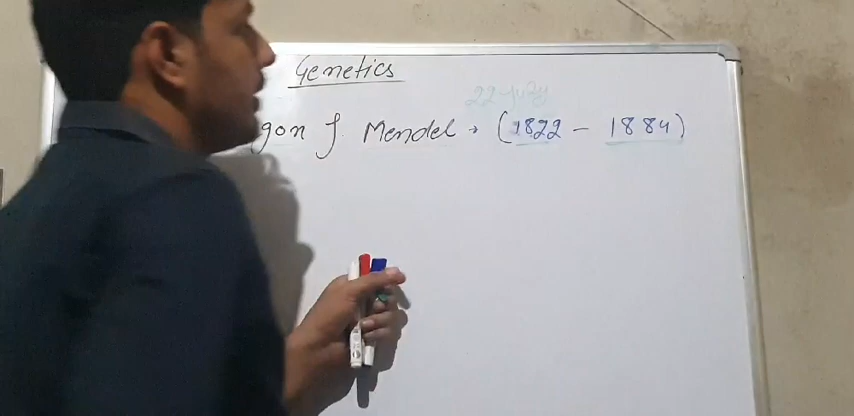 Genetics
22 July
gon J. Mendel → (1822 - 1884)